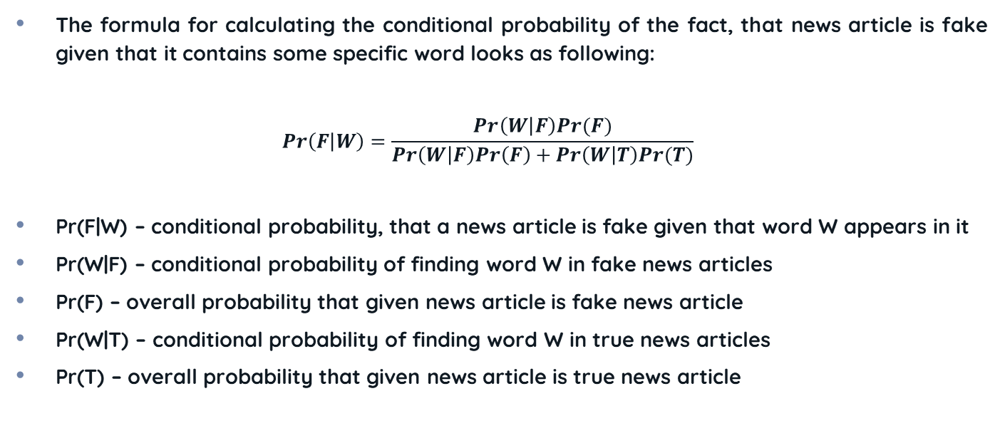 • The formula for calculating the conditional probability of the fact, that news article is fake
given that it contains some specific word looks as following:
Pr(F|W) = Pr(W|F)Pr(F) / Pr(W|F)Pr(F) + Pr(W|T)Pr(T)
• Pr(F|W) – conditional probability, that a news article is fake given that word W appears in it
• Pr(W|F) – conditional probability of finding word W in fake news articles
• Pr(F) – overall probability that given news article is fake news article
• Pr(W|T) – conditional probability of finding word W in true news articles
• Pr(T) – overall probability that given news article is true news article